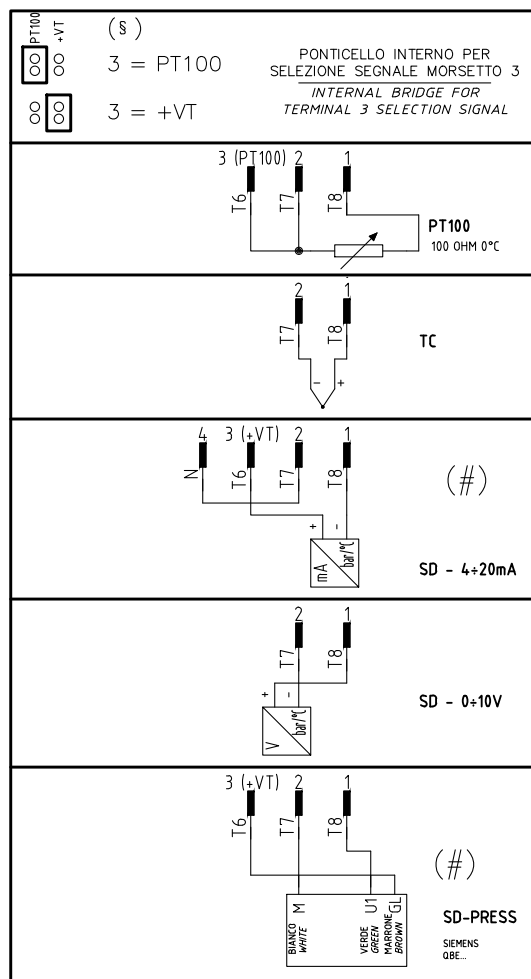 PT100
+VT
(§)
3 = PT100
3 = +VT
PONTICELLO INTERNO PER
SELEZIONE SEGNALE MORSETTO 3
INTERNAL BRIDGE FOR
TERMINAL 3 SELECTION SIGNAL
3 (PT100) 2 1
T6 T7 T8
PT100
100 OHM 0°C
2 1
T7 T8
- +
TC
4 3 (+VT) 2 1
N T6 T7 T8
+ -
mA bar/°C
(#)
SD - 4÷20mA
2 1
T7 T8
+ -
V bar/°C
SD - 0÷10V
3 (+VT) 2 1
T6 T7 T8
M U1 GL
BIANCO
WHITE
VERDE
GREEN
MARRONE
BROWN
(#)
SD-PRESS
SIEMENS
QBE...